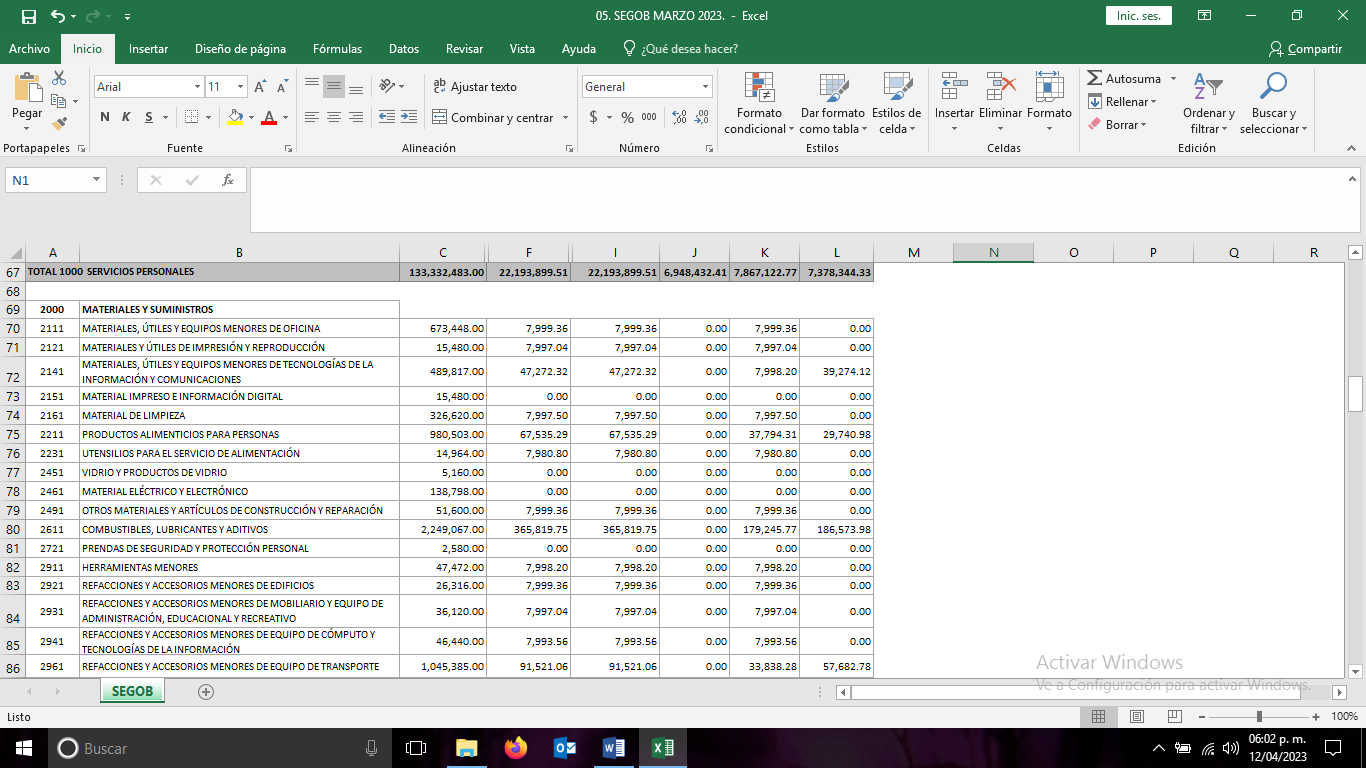 05. SEGOB MARZO 2023. - Excel
Inic. ses.
Archivo Inicio Insertar Diseño de página Fórmulas Datos Revisar Vista Ayuda ¿Qué desea hacer? Compartir
Arial 11 Ajustar texto General Autosuma
Pegar Formato condicional Dar formato como tabla Estilos de celda Insertar Eliminar Formato Rellenar Ordenar y filtrar Buscar y seleccionar
N K S Combinar y centrar $ % 000 Borrar
Portapapeles Fuente Alineación Número Estilos Celdas Edición
N1 fx
A B C F I J K L M N O P Q R
67 TOTAL 1000 SERVICIOS PERSONALES 133,332,483.00 22,193,899.51 22,193,899.51 6,948,432.41 7,867,122.77 7,378,344.33
68
69 2000 MATERIALES Y SUMINISTROS
70 2111 MATERIALES, ÚTILES Y EQUIPOS MENORES DE OFICINA 673,448.00 7,999.36 7,999.36 0.00 7,999.36 0.00
71 2121 MATERIALES Y ÚTILES DE IMPRESIÓN Y REPRODUCCIÓN 15,480.00 7,997.04 7,997.04 0.00 7,997.04 0.00
72 2141 MATERIALES, ÚTILES Y EQUIPOS MENORES DE TECNOLOGÍAS DE LA
INFORMACIÓN Y COMUNICACIONES 489,817.00 47,272.32 47,272.32 0.00 7,998.20 39,274.12
73 2151 MATERIAL IMPRESO E INFORMACIÓN DIGITAL 15,480.00 0.00 0.00 0.00 0.00 0.00
74 2161 MATERIAL DE LIMPIEZA 326,620.00 7,997.50 7,997.50 0.00 7,997.50 0.00
75 2211 PRODUCTOS ALIMENTICIOS PARA PERSONAS 980,503.00 67,535.29 67,535.29 0.00 37,794.31 29,740.98
76 2231 UTENSILIOS PARA EL SERVICIO DE ALIMENTACIÓN 14,964.00 7,980.80 7,980.80 0.00 7,980.80 0.00
77 2451 VIDRIO Y PRODUCTOS DE VIDRIO 5,160.00 0.00 0.00 0.00 0.00 0.00
78 2461 MATERIAL ELÉCTRICO Y ELECTRÓNICO 138,798.00 0.00 0.00 0.00 0.00 0.00
79 2491 OTROS MATERIALES Y ARTÍCULOS DE CONSTRUCCIÓN Y REPARACIÓN 51,600.00 7,999.36 7,999.36 0.00 7,999.36 0.00
80 2611 COMBUSTIBLES, LUBRICANTES Y ADITIVOS 2,249,067.00 365,819.75 365,819.75 0.00 179,245.77 186,573.98
81 2721 PRENDAS DE SEGURIDAD Y PROTECCIÓN PERSONAL 2,580.00 0.00 0.00 0.00 0.00 0.00
82 2911 HERRAMIENTAS MENORES 47,472.00 7,998.20 7,998.20 0.00 7,998.20 0.00
83 2921 REFACCIONES Y ACCESORIOS MENORES DE EDIFICIOS 26,316.00 7,999.36 7,999.36 0.00 7,999.36 0.00
84 2931 REFACCIONES Y ACCESORIOS MENORES DE MOBILIARIO Y EQUIPO DE
ADMINISTRACIÓN, EDUCACIONAL Y RECREATIVO 36,120.00 7,997.04 7,997.04 0.00 7,997.04 0.00
85 2941 REFACCIONES Y ACCESORIOS MENORES DE EQUIPO DE CÓMPUTO Y
TECNOLOGÍAS DE LA INFORMACIÓN 46,440.00 7,993.56 7,993.56 0.00 7,993.56 0.00
86 2961 REFACCIONES Y ACCESORIOS MENORES DE EQUIPO DE TRANSPORTE 1,045,385.00 91,521.06 91,521.06 0.00 33,838.28 57,682.78
Activar Windows
Ve a Configuración para activar Windows.
SEGOB
Listo 100%
Buscar 06:02 p. m.
12/04/2023